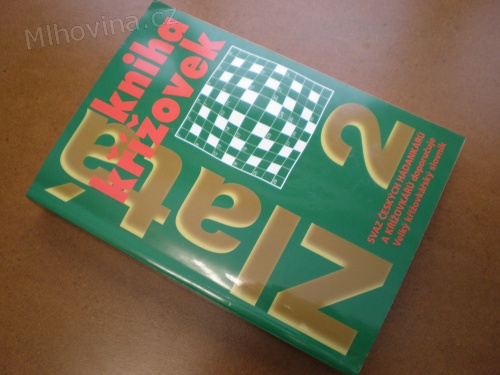 Mlhovina.cz
zlatá
kniha
křížovek
2
SVAZ ČESKÝCH HÁDANKÁŘŮ
A KŘÍŽOVKÁŘŮ doporučuje
Velký křížovkářský slovník